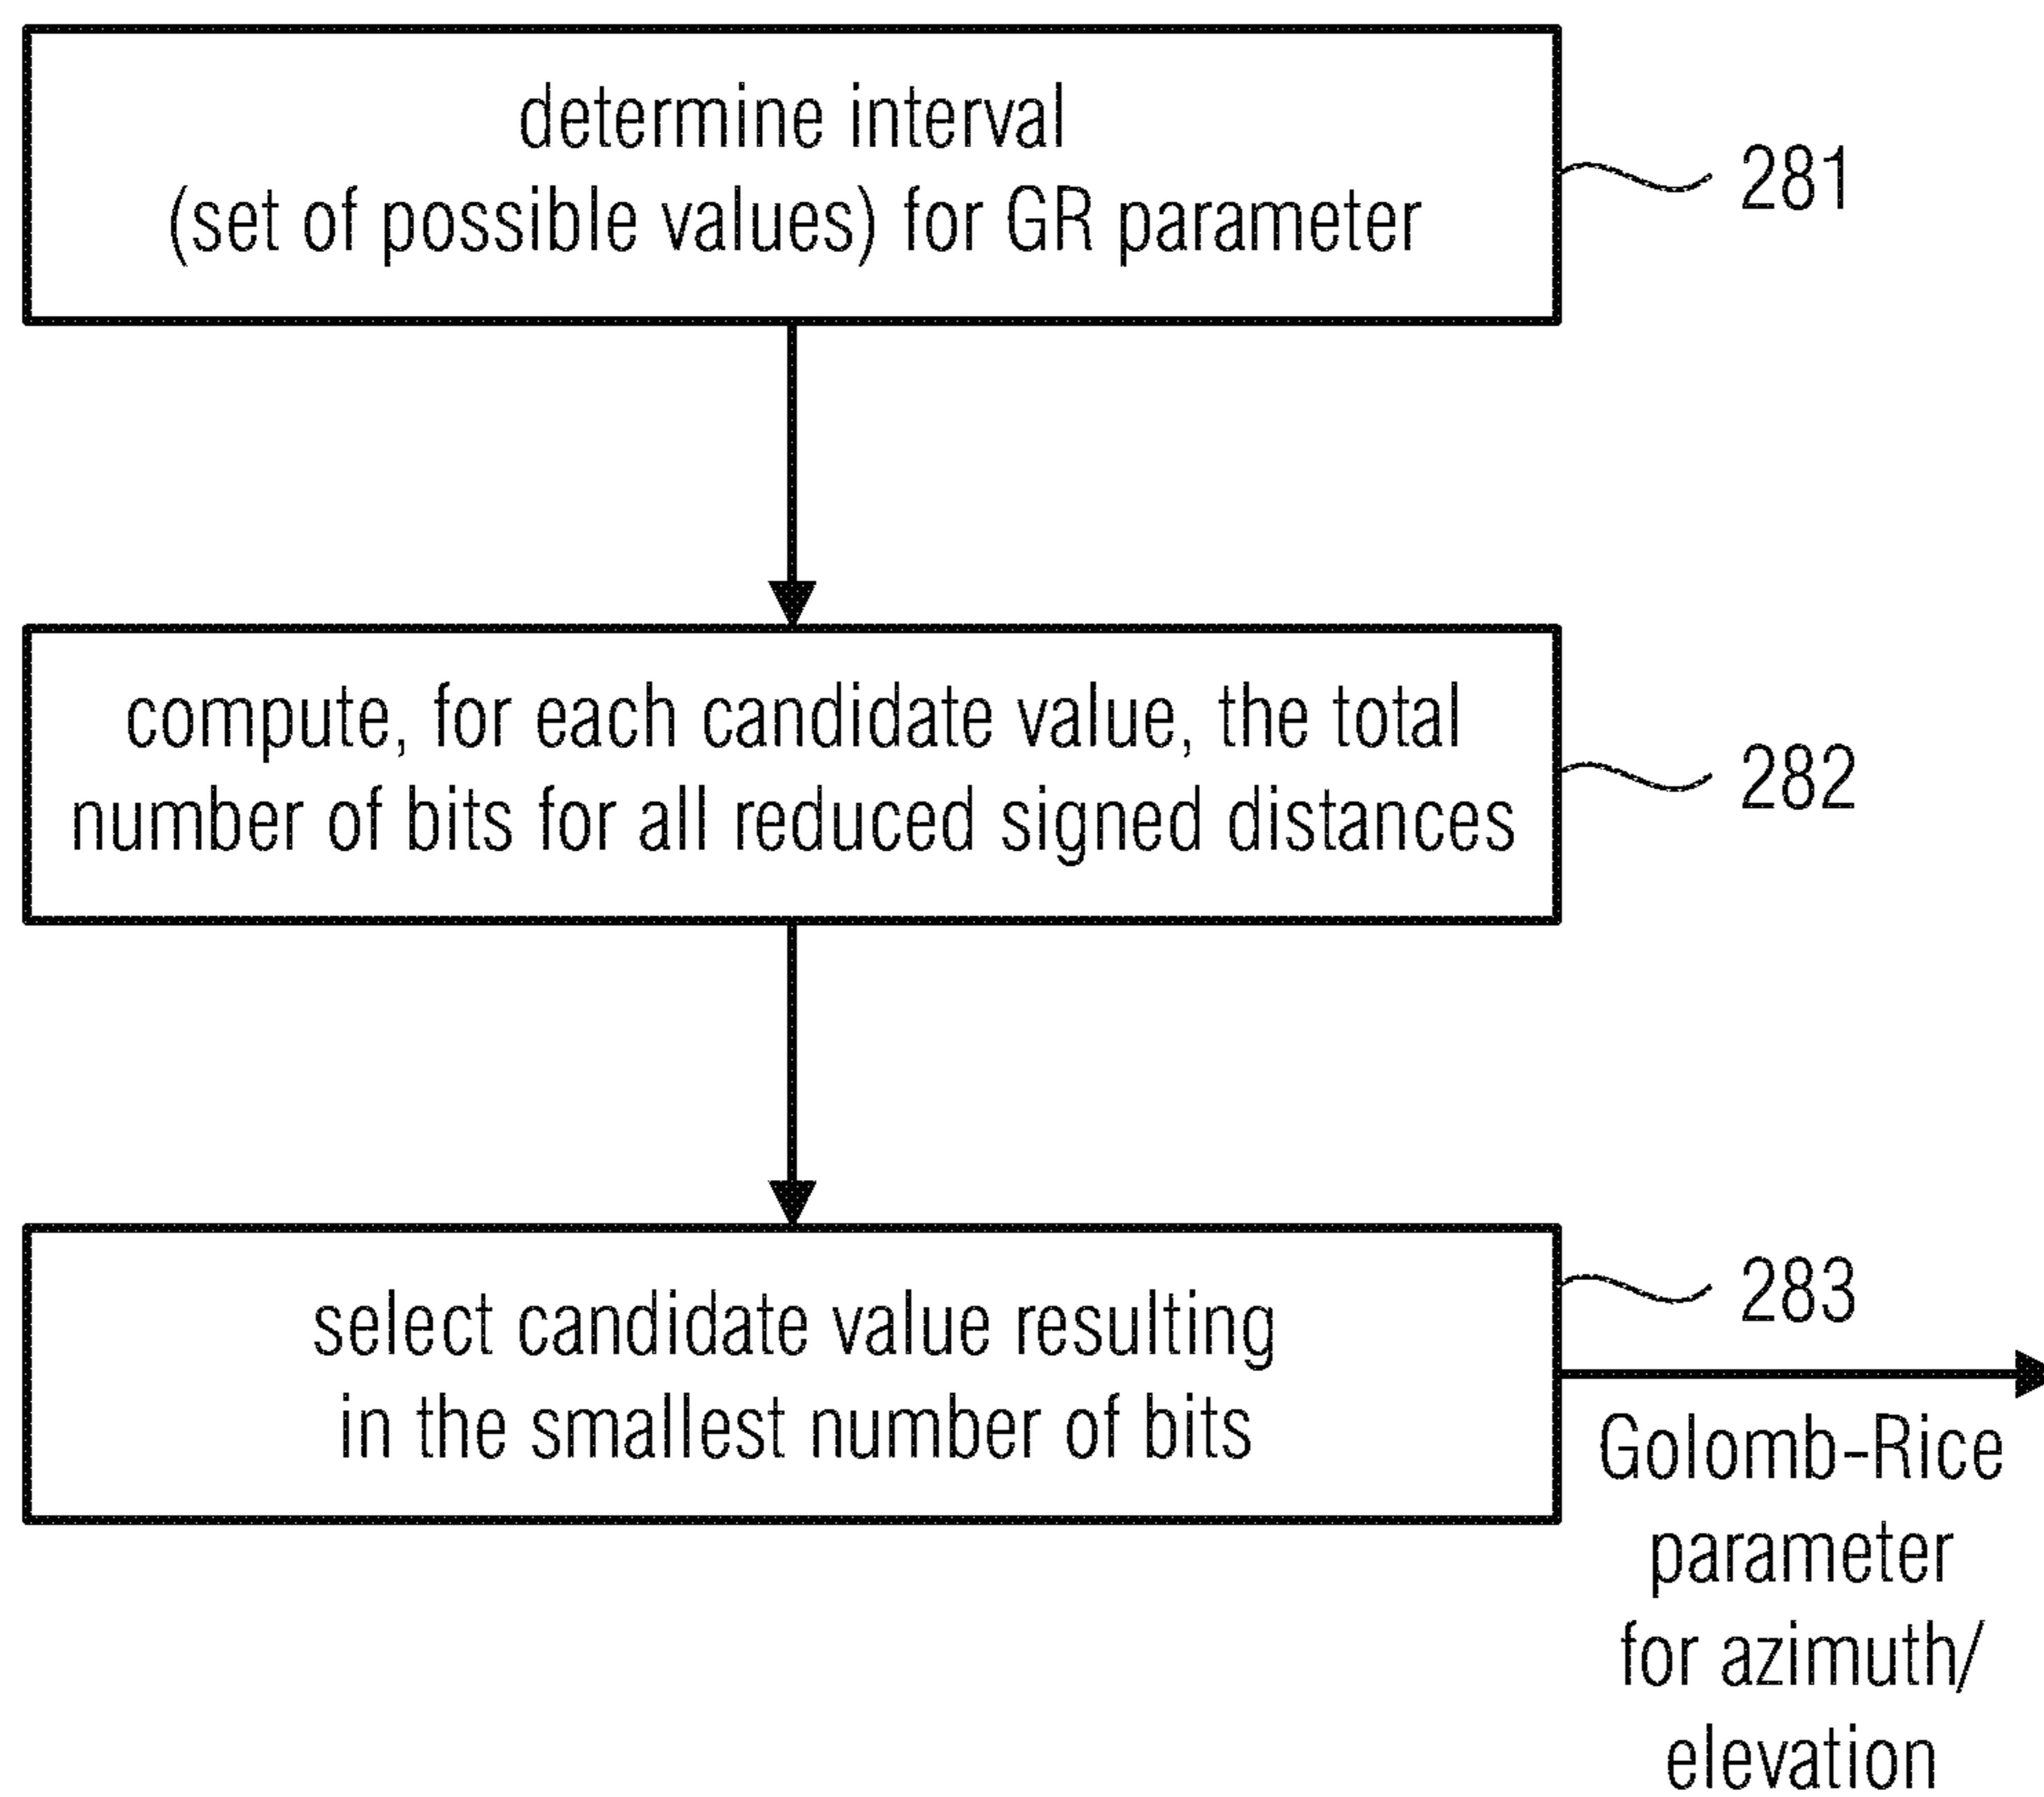 determine interval
(set of possible values) for GR parameter
281
compute, for each candidate value, the total
number of bits for all reduced signed distances
282
select candidate value resulting
in the smallest number of bits
283
Golomb-Rice
parameter
for azimuth/
elevation